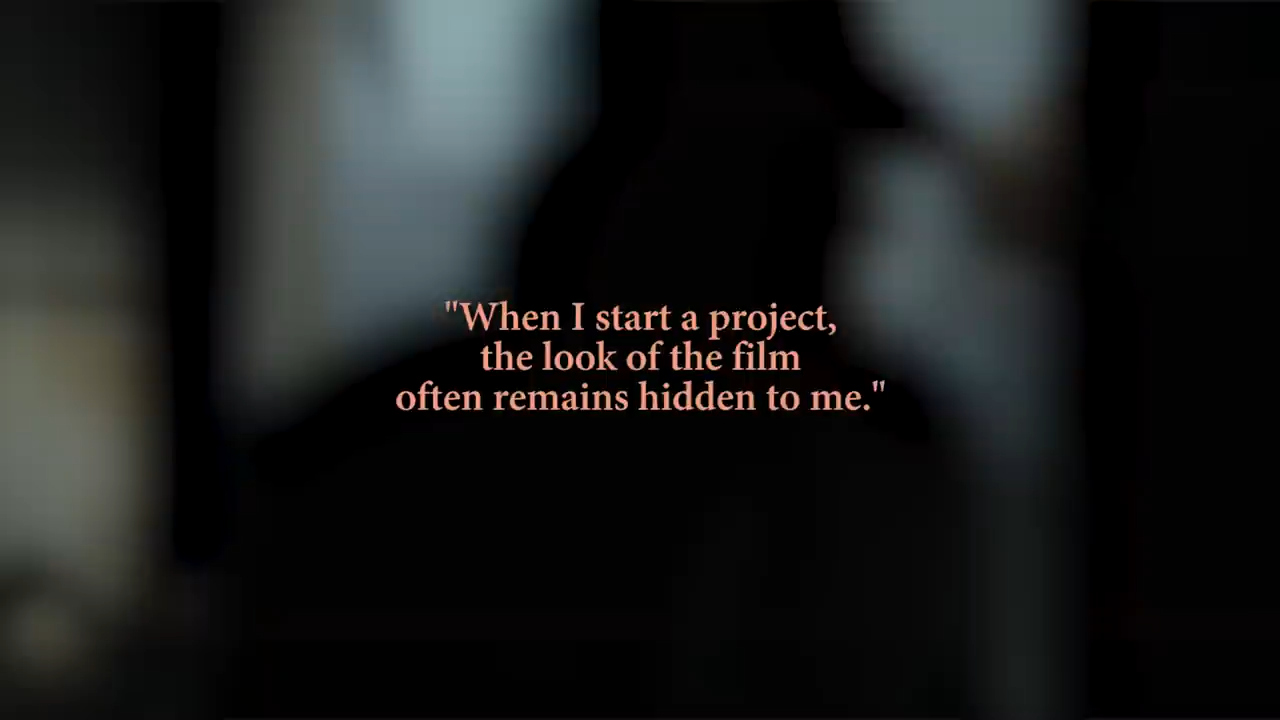 "When I start a project,
the look of the film
often remains hidden to me."